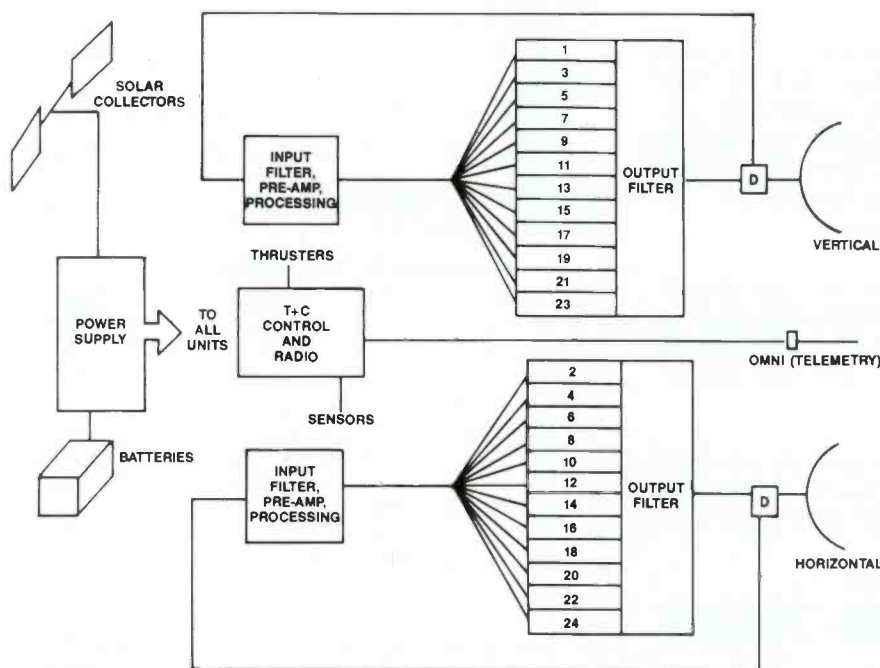 SOLAR
COLLECTORS
INPUT
FILTER,
PRE-AMP,
PROCESSING
1
3
5
7
9
11
13
15
17
19
21
23
OUTPUT
FILTER
D
VERTICAL
THRUSTERS
POWER
SUPPLY
TO
ALL
UNITS
T+C
CONTROL
AND
RADIO
SENSORS
OMNI (TELEMETRY)
BATTERIES
INPUT
FILTER,
PRE-AMP,
PROCESSING
2
4
6
8
10
12
14
16
18
20
22
24
OUTPUT
FILTER
D
HORIZONTAL